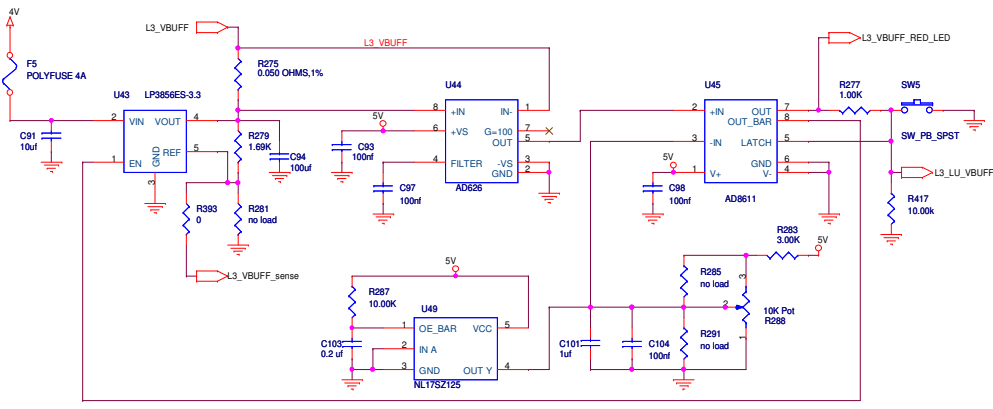 4V
L3_VBUFF
L3_VBUFF
L3_VBUFF_RED_LED
F5
POLYFUSE 4A
R275
0.050 OHMS,1%
U43
LP3856ES-3.3
U44
U45
R277
1.00K
SW5
SW_PB_SPST
2
VIN
VOUT
4
GND
REF
5
1
EN
3
C91
10uf
R279
1.69K
C94
100uf
R393
0
R281
no load
L3_VBUFF_sense
5V
C93
100nf
C97
100nf
8
+IN
IN-
1
6
+VS
G=100
7
OUT
5
4
FILTER
-VS
3
GND
2
AD626
2
+IN
OUT
7
OUT_BAR
8
3
-IN
LATCH
5
GND
6
1
V+
V-
4
AD8611
5V
C98
100nf
L3_LU_VBUFF
R417
10.00k
R283
3.00K
5V
5V
R287
10.00K
U49
1
OE_BAR
VCC
5
2
IN A
3
GND
OUT Y
4
NL17SZ125
C103
0.2 uf
C101
1uf
C104
100nf
R285
no load
R291
no load
3
2
1
10K Pot
R288